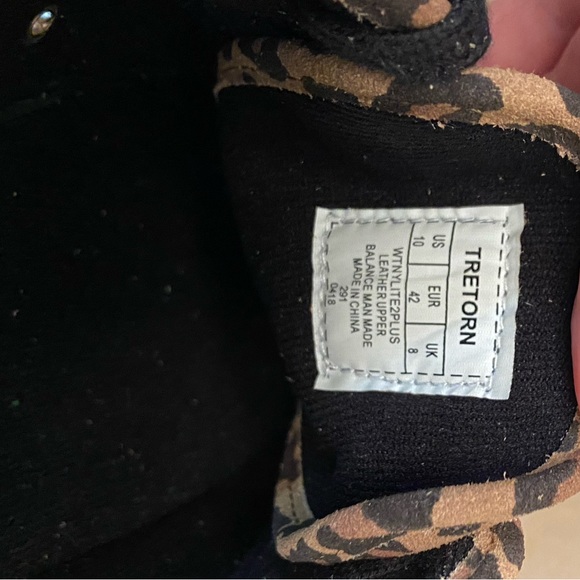 TRETORN
US EUR UK
10 42 8
WTNYLITE2PLUS
LEATHER UPPER
BALANCE MAN MADE
MADE IN CHINA
291
0418